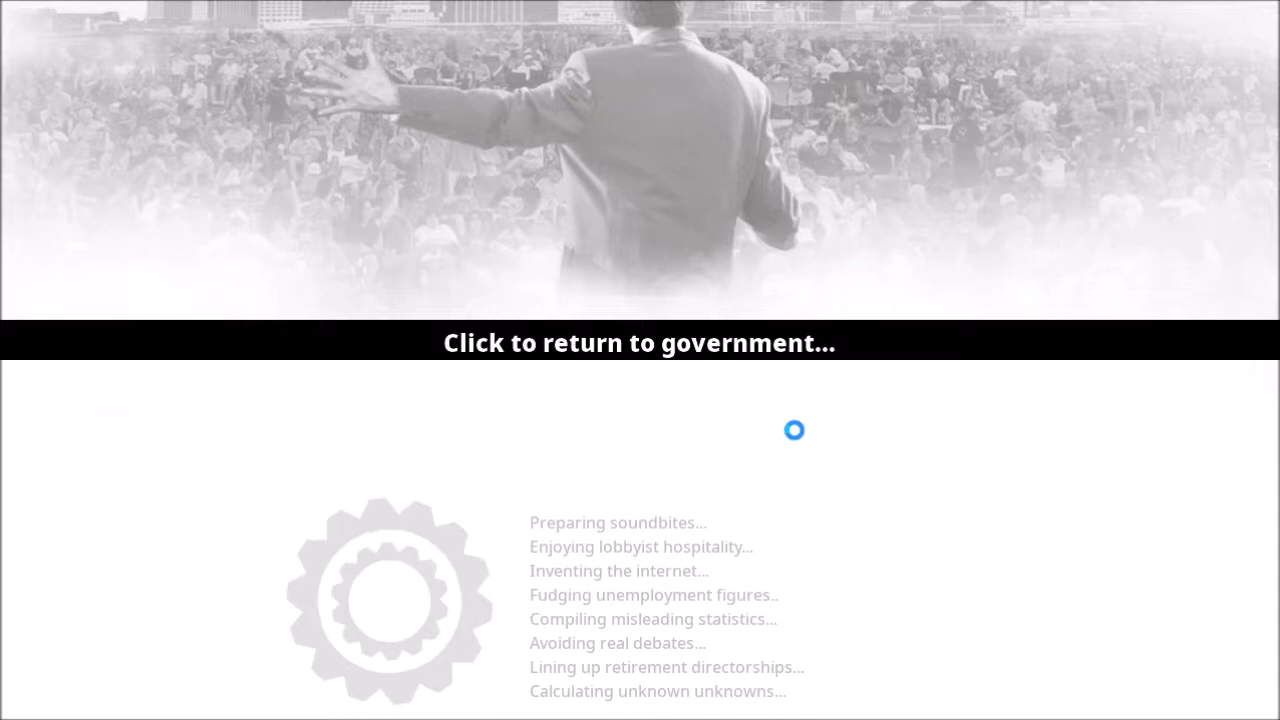 Click to return to government...
Preparing soundbites...
Enjoying lobbyist hospitality...
Inventing the internet...
Fudging unemployment figures..
Compiling misleading statistics...
Avoiding real debates...
Lining up retirement directorships...
Calculating unknown unknowns...